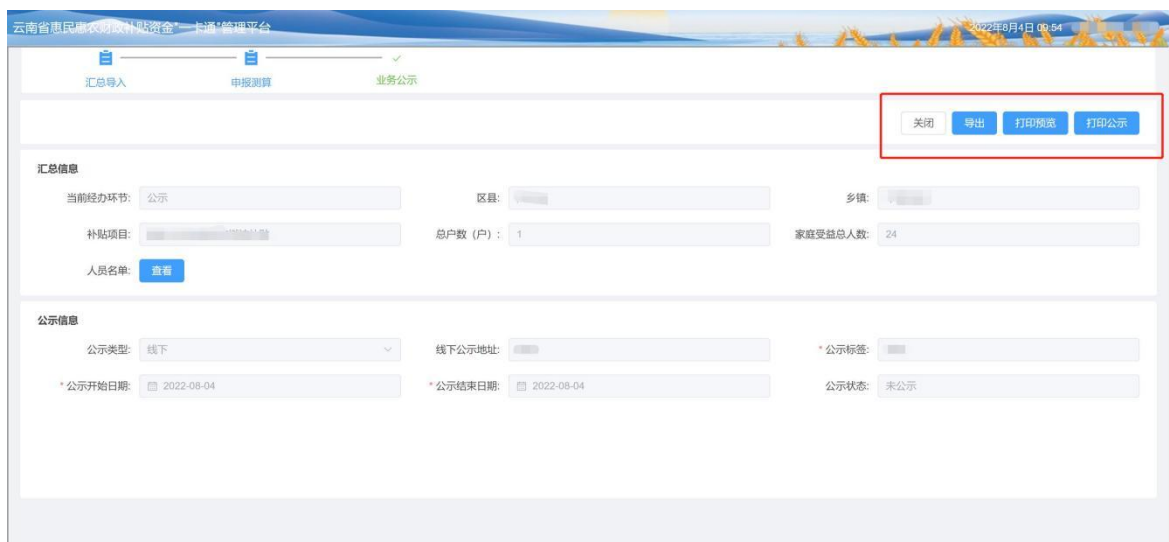 云南省惠民惠农财政补贴资金"一卡通"管理平台
2022年8月4日 09:54
汇总导入 申报测算 业务公示
关闭 导出 打印预览 打印公示
汇总信息
当前经办环节: 公示 区县: 乡镇:
补贴项目: 总户数（户）: 1 家庭受益总人数: 24
人员名单: 查看
公示信息
公示类型: 线下 线下公示地址: *公示标签:
*公示开始日期: 2022-08-04 *公示结束日期: 2022-08-04 公示状态: 未公示